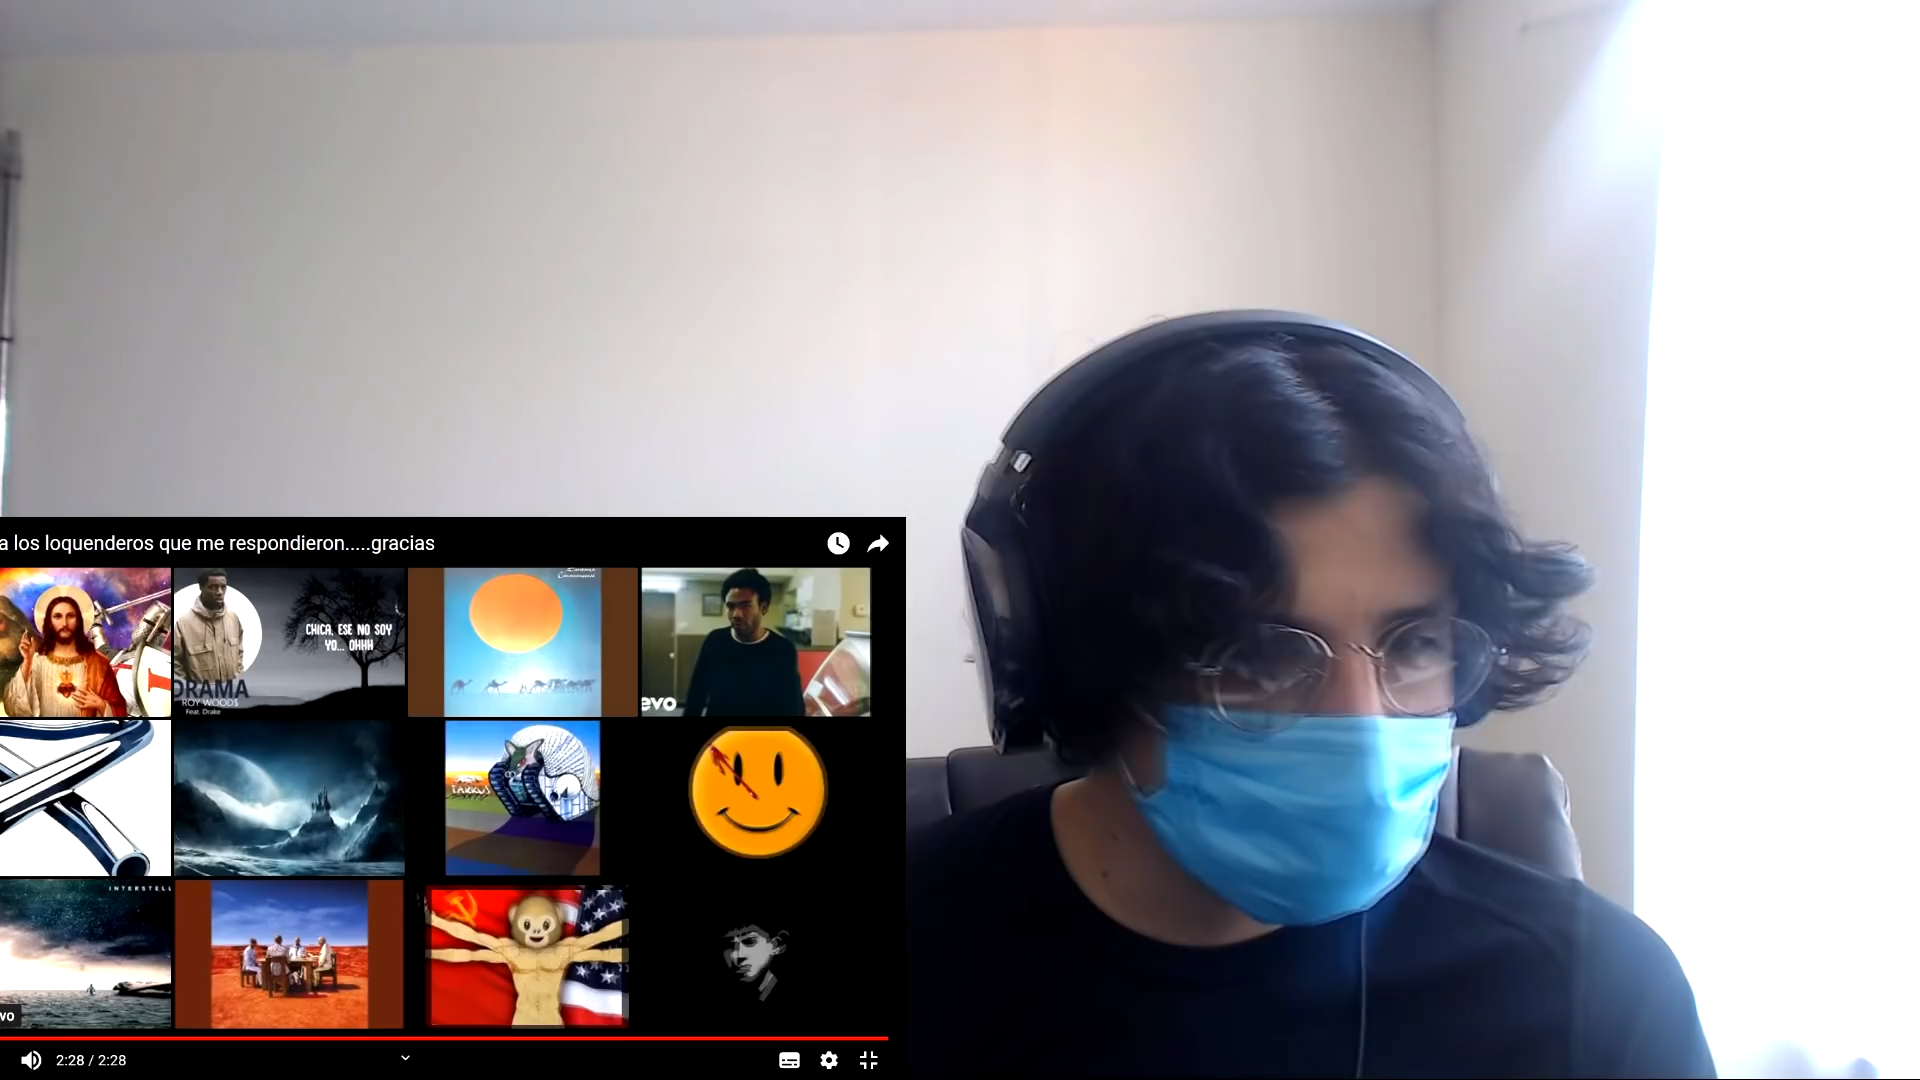 a los loquenderos que me respondieron.....gracias
CHICA, ESE NO SOY
YO... OHHH
DRAMA
ROY WOODS
Feat. Drake
evo
TARKUS
INTERSTELL
vo
2:28 / 2:28